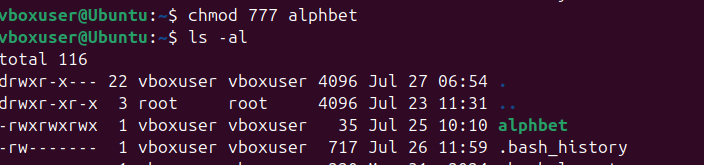 vboxuser@Ubuntu:~$ chmod 777 alphbet
vboxuser@Ubuntu:~$ ls -al
total 116
drwxr-x--- 22 vboxuser vboxuser 4096 Jul 27 06:54 .
drwxr-xr-x  3 root     root     4096 Jul 23 11:31 ..
-rwxrwxrwx  1 vboxuser vboxuser   35 Jul 25 10:10 alphbet
-rw-------  1 vboxuser vboxuser  717 Jul 26 11:59 .bash_history